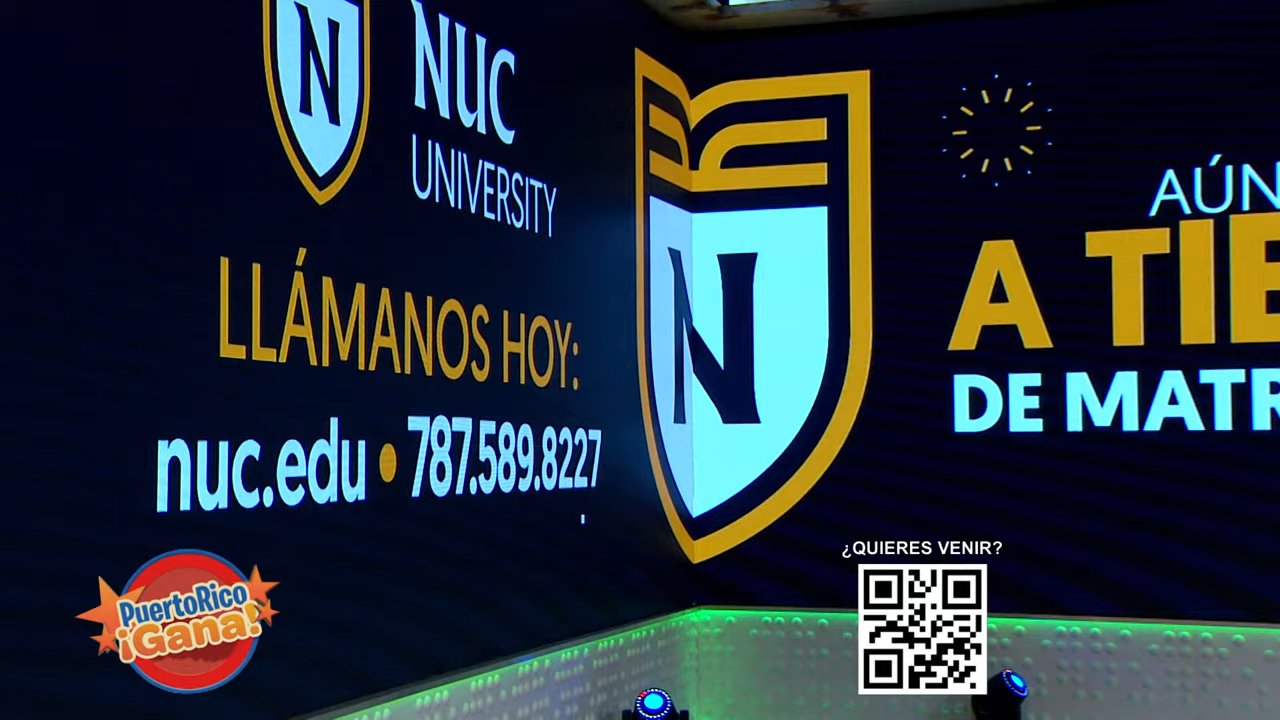 N
NUC
UNIVERSITY
LLÁMANOS HOY:
nuc.edu • 787.589.8227
N
AÚN
A TIE
DE MATR
¿QUIERES VENIR?
PuertoRico
¡Gana!